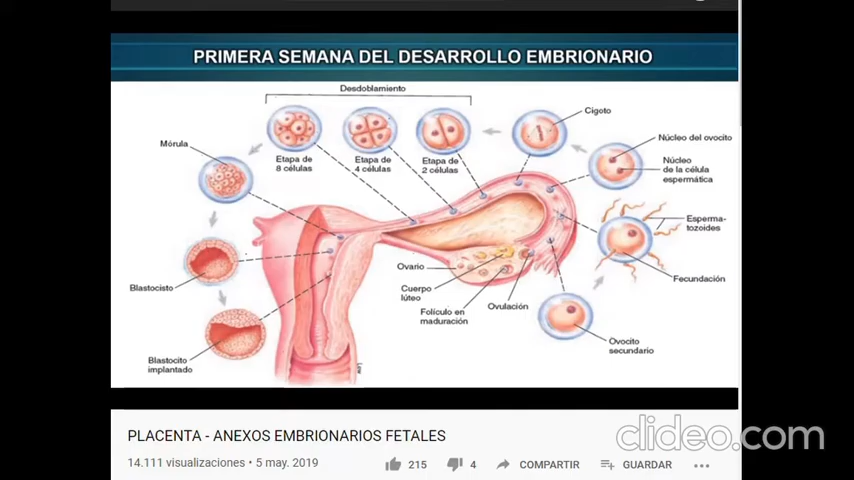 PRIMERA SEMANA DEL DESARROLLO EMBRIONARIO
Desdoblamiento
Cigoto
Mórula
Etapa de
8 células
Etapa de
4 células
Etapa de
2 células
Núcleo del ovocito
Núcleo
de la célula
espermática
Esperma-
tozoides
Fecundación
Blastocisto
Ovario
Cuerpo
lúteo
Folículo en
maduración
Ovulación
Ovocito
secundario
Blastocito
implantado
PLACENTA - ANEXOS EMBRIONARIOS FETALES
14.111 visualizaciones • 5 may. 2019
215
4
COMPARTIR
GUARDAR
clideo.com